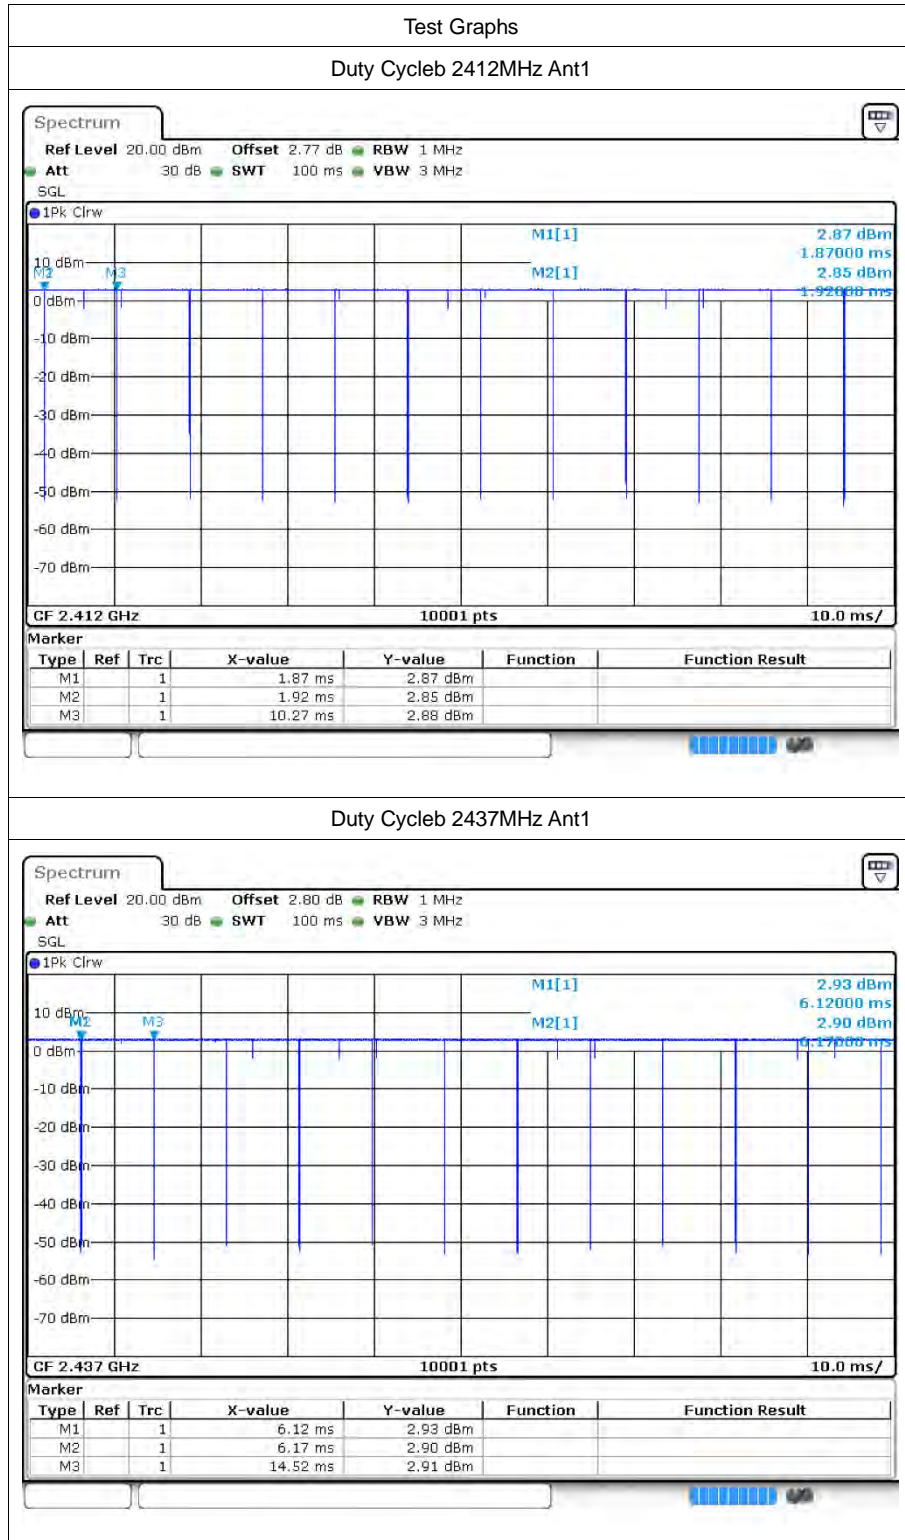 Test Graphs
Duty Cycleb 2412MHz Ant1
Spectrum
Ref Level 20.00 dBm Offset 2.77 dB RBW 1 MHz
Att 30 dB SWT 100 ms VBW 3 MHz
SGL
1Pk Clrw
M1[1] 2.87 dBm
1.87000 ms
10 dBm
M2[1] 2.85 dBm
1.92000 ms
M2 M3
0 dBm
-10 dBm
-20 dBm
-30 dBm
-40 dBm
-50 dBm
-60 dBm
-70 dBm
CF 2.412 GHz 10001 pts 10.0 ms/
Marker
Type Ref Trc X-value Y-value Function Function Result
M1 1 1.87 ms 2.87 dBm
M2 1 1.92 ms 2.85 dBm
M3 1 10.27 ms 2.88 dBm
Duty Cycleb 2437MHz Ant1
Spectrum
Ref Level 20.00 dBm Offset 2.80 dB RBW 1 MHz
Att 30 dB SWT 100 ms VBW 3 MHz
SGL
1Pk Clrw
M1[1] 2.93 dBm
6.12000 ms
10 dBm
M2[1] 2.90 dBm
6.17000 ms
M2 M3
0 dBm
-10 dBm
-20 dBm
-30 dBm
-40 dBm
-50 dBm
-60 dBm
-70 dBm
CF 2.437 GHz 10001 pts 10.0 ms/
Marker
Type Ref Trc X-value Y-value Function Function Result
M1 1 6.12 ms 2.93 dBm
M2 1 6.17 ms 2.90 dBm
M3 1 14.52 ms 2.91 dBm